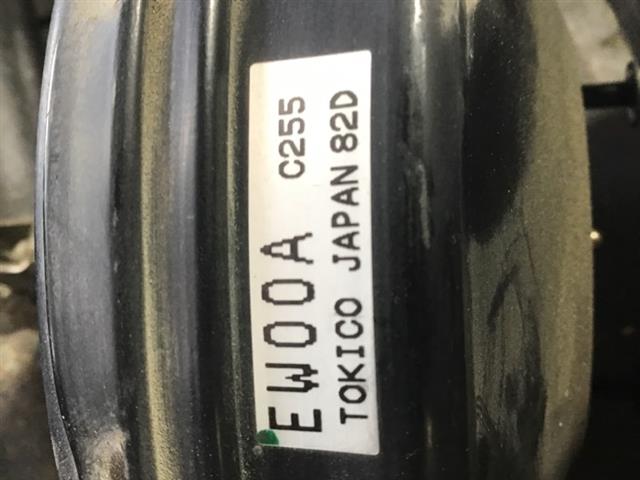 EW00A C255
TOKICO JAPAN 82D